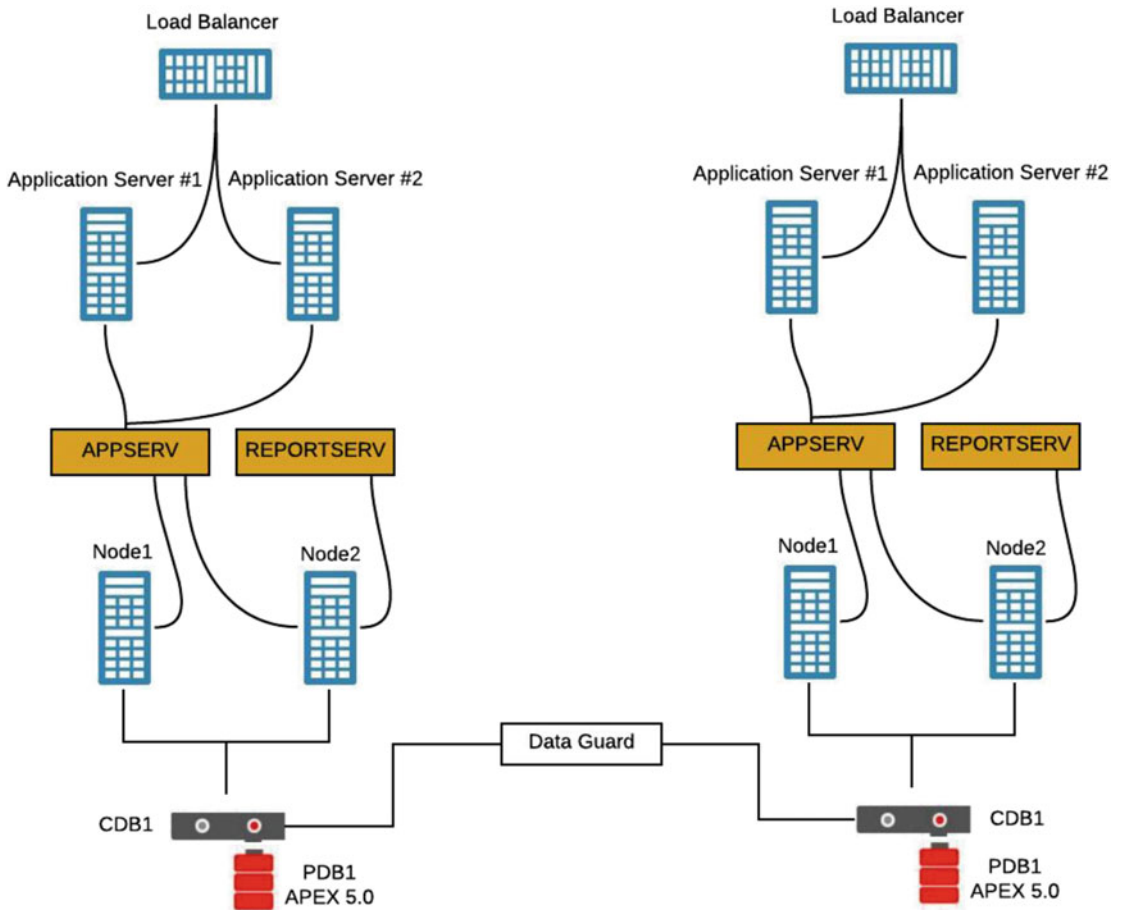 Load Balancer
Application Server #1
Application Server #2
APPSERV
REPORTSERV
Node1
Node2
CDB1
PDB1
APEX 5.0
Data Guard
Load Balancer
Application Server #1
Application Server #2
APPSERV
REPORTSERV
Node1
Node2
CDB1
PDB1
APEX 5.0